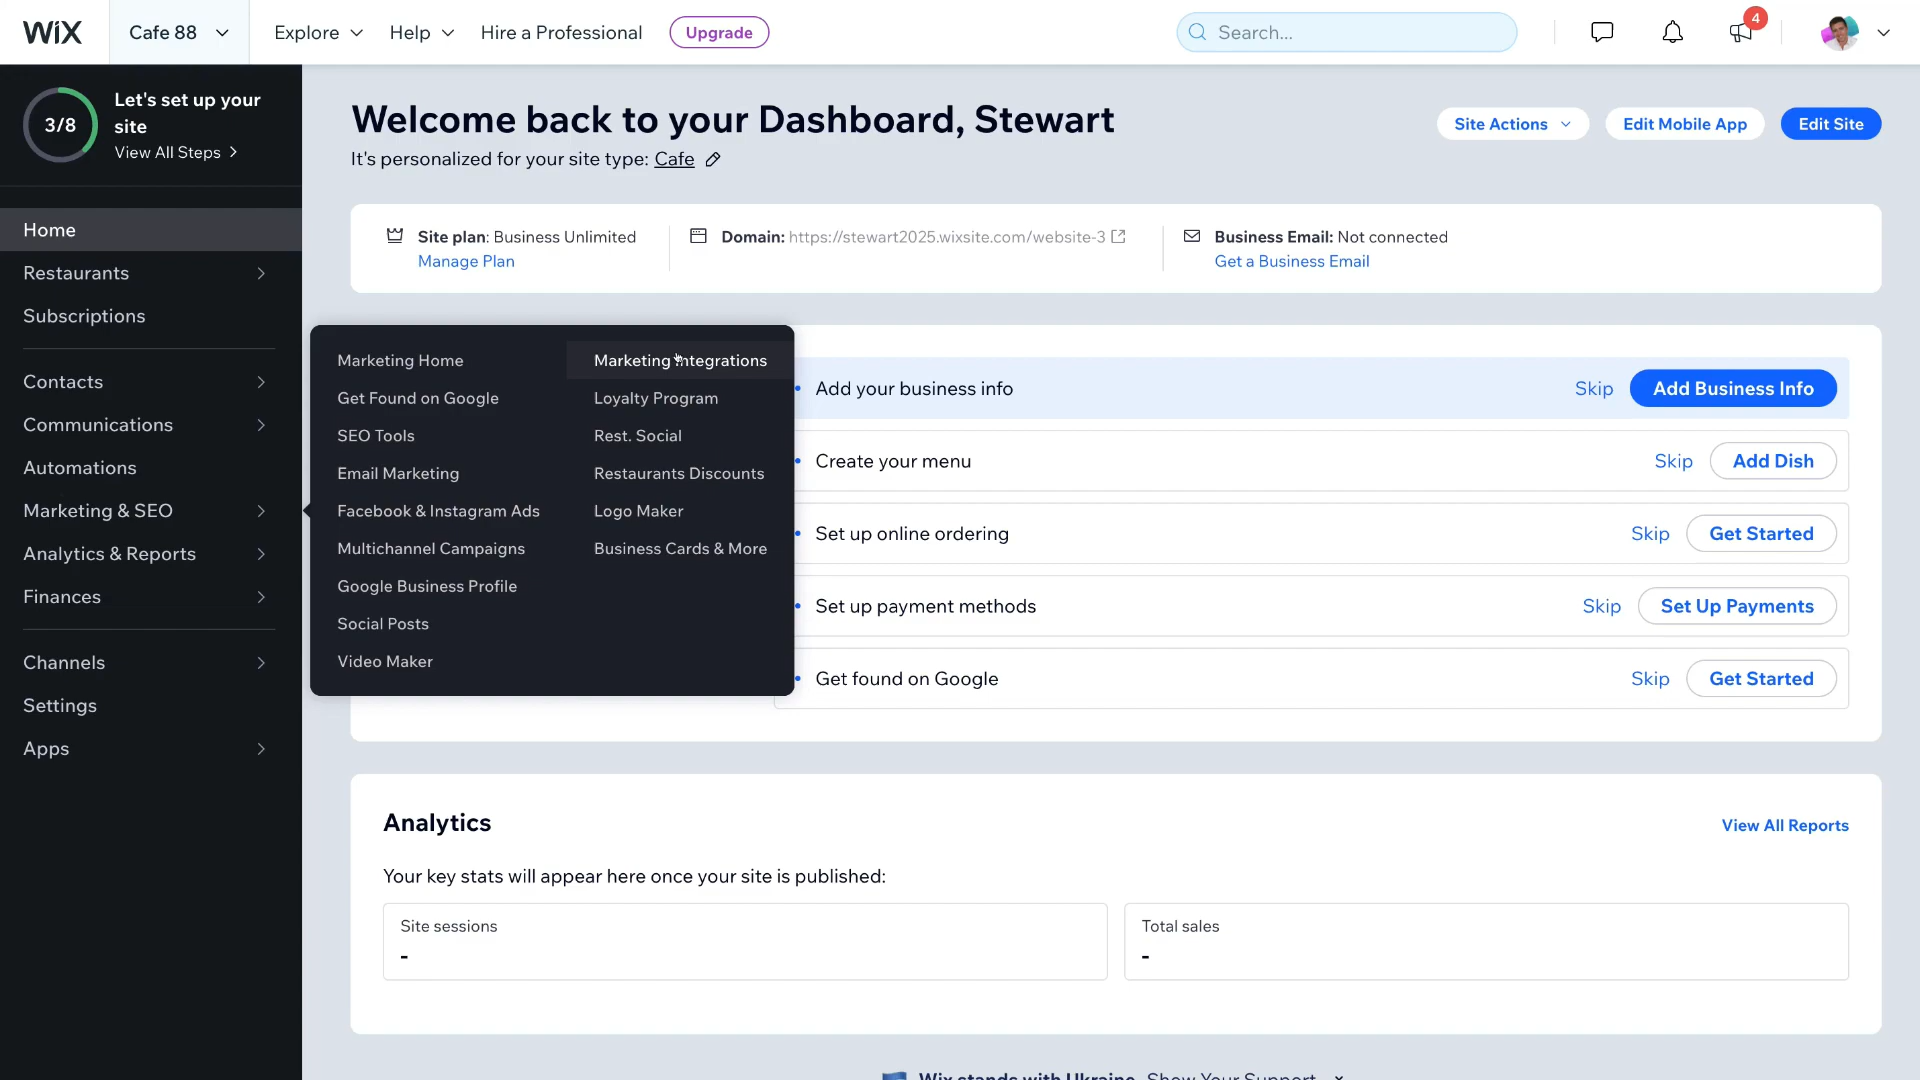 WiX
Cafe 88
Explore
Help
Hire a Professional
Upgrade
Search...
4
3/8
Let's set up your
site
View All Steps
Home
Restaurants
Subscriptions
Contacts
Communications
Automations
Marketing & SEO
Analytics & Reports
Finances
Channels
Settings
Apps
Welcome back to your Dashboard, Stewart
It's personalized for your site type: Cafe
Site Actions
Edit Mobile App
Edit Site
Site plan: Business Unlimited
Manage Plan
Domain: https://stewart2025.wixsite.com/website-3
Business Email: Not connected
Get a Business Email
Marketing Home
Get Found on Google
SEO Tools
Email Marketing
Facebook & Instagram Ads
Multichannel Campaigns
Google Business Profile
Social Posts
Video Maker
Marketing Integrations
Loyalty Program
Rest. Social
Restaurants Discounts
Logo Maker
Business Cards & More
Add your business info
Skip
Add Business Info
Create your menu
Skip
Add Dish
Set up online ordering
Skip
Get Started
Set up payment methods
Skip
Set Up Payments
Get found on Google
Skip
Get Started
Analytics
View All Reports
Your key stats will appear here once your site is published:
Site sessions
-
Total sales
-
Wix stands with Ukraine Show Your Support